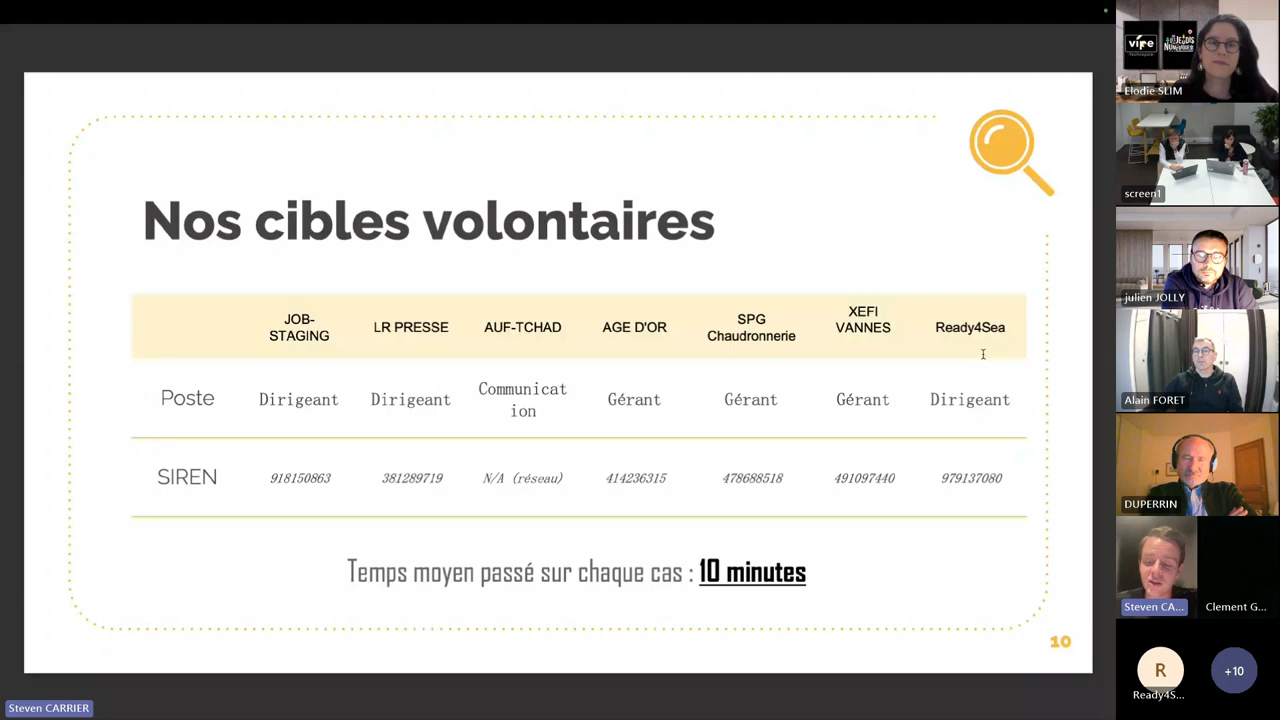 Nos cibles volontaires
JOB-
STAGING
LR PRESSE
AUF-TCHAD
AGE D'OR
SPG
Chaudronnerie
XEFI
VANNES
Ready4Sea
Poste
Dirigeant
Dirigeant
Communicat
ion
Gérant
Gérant
Gérant
Dirigeant
SIREN
918150863
381289719
N/A (réseau)
414236315
478688518
491097440
979137080
Temps moyen passé sur chaque cas : 10 minutes
10
Steven CARRIER
vipe
Elodie SLIM
screen1
julien JOLLY
Alain FORET
DUPERRIN
Steven CA...
Clement G...
R
Ready4S...
+10